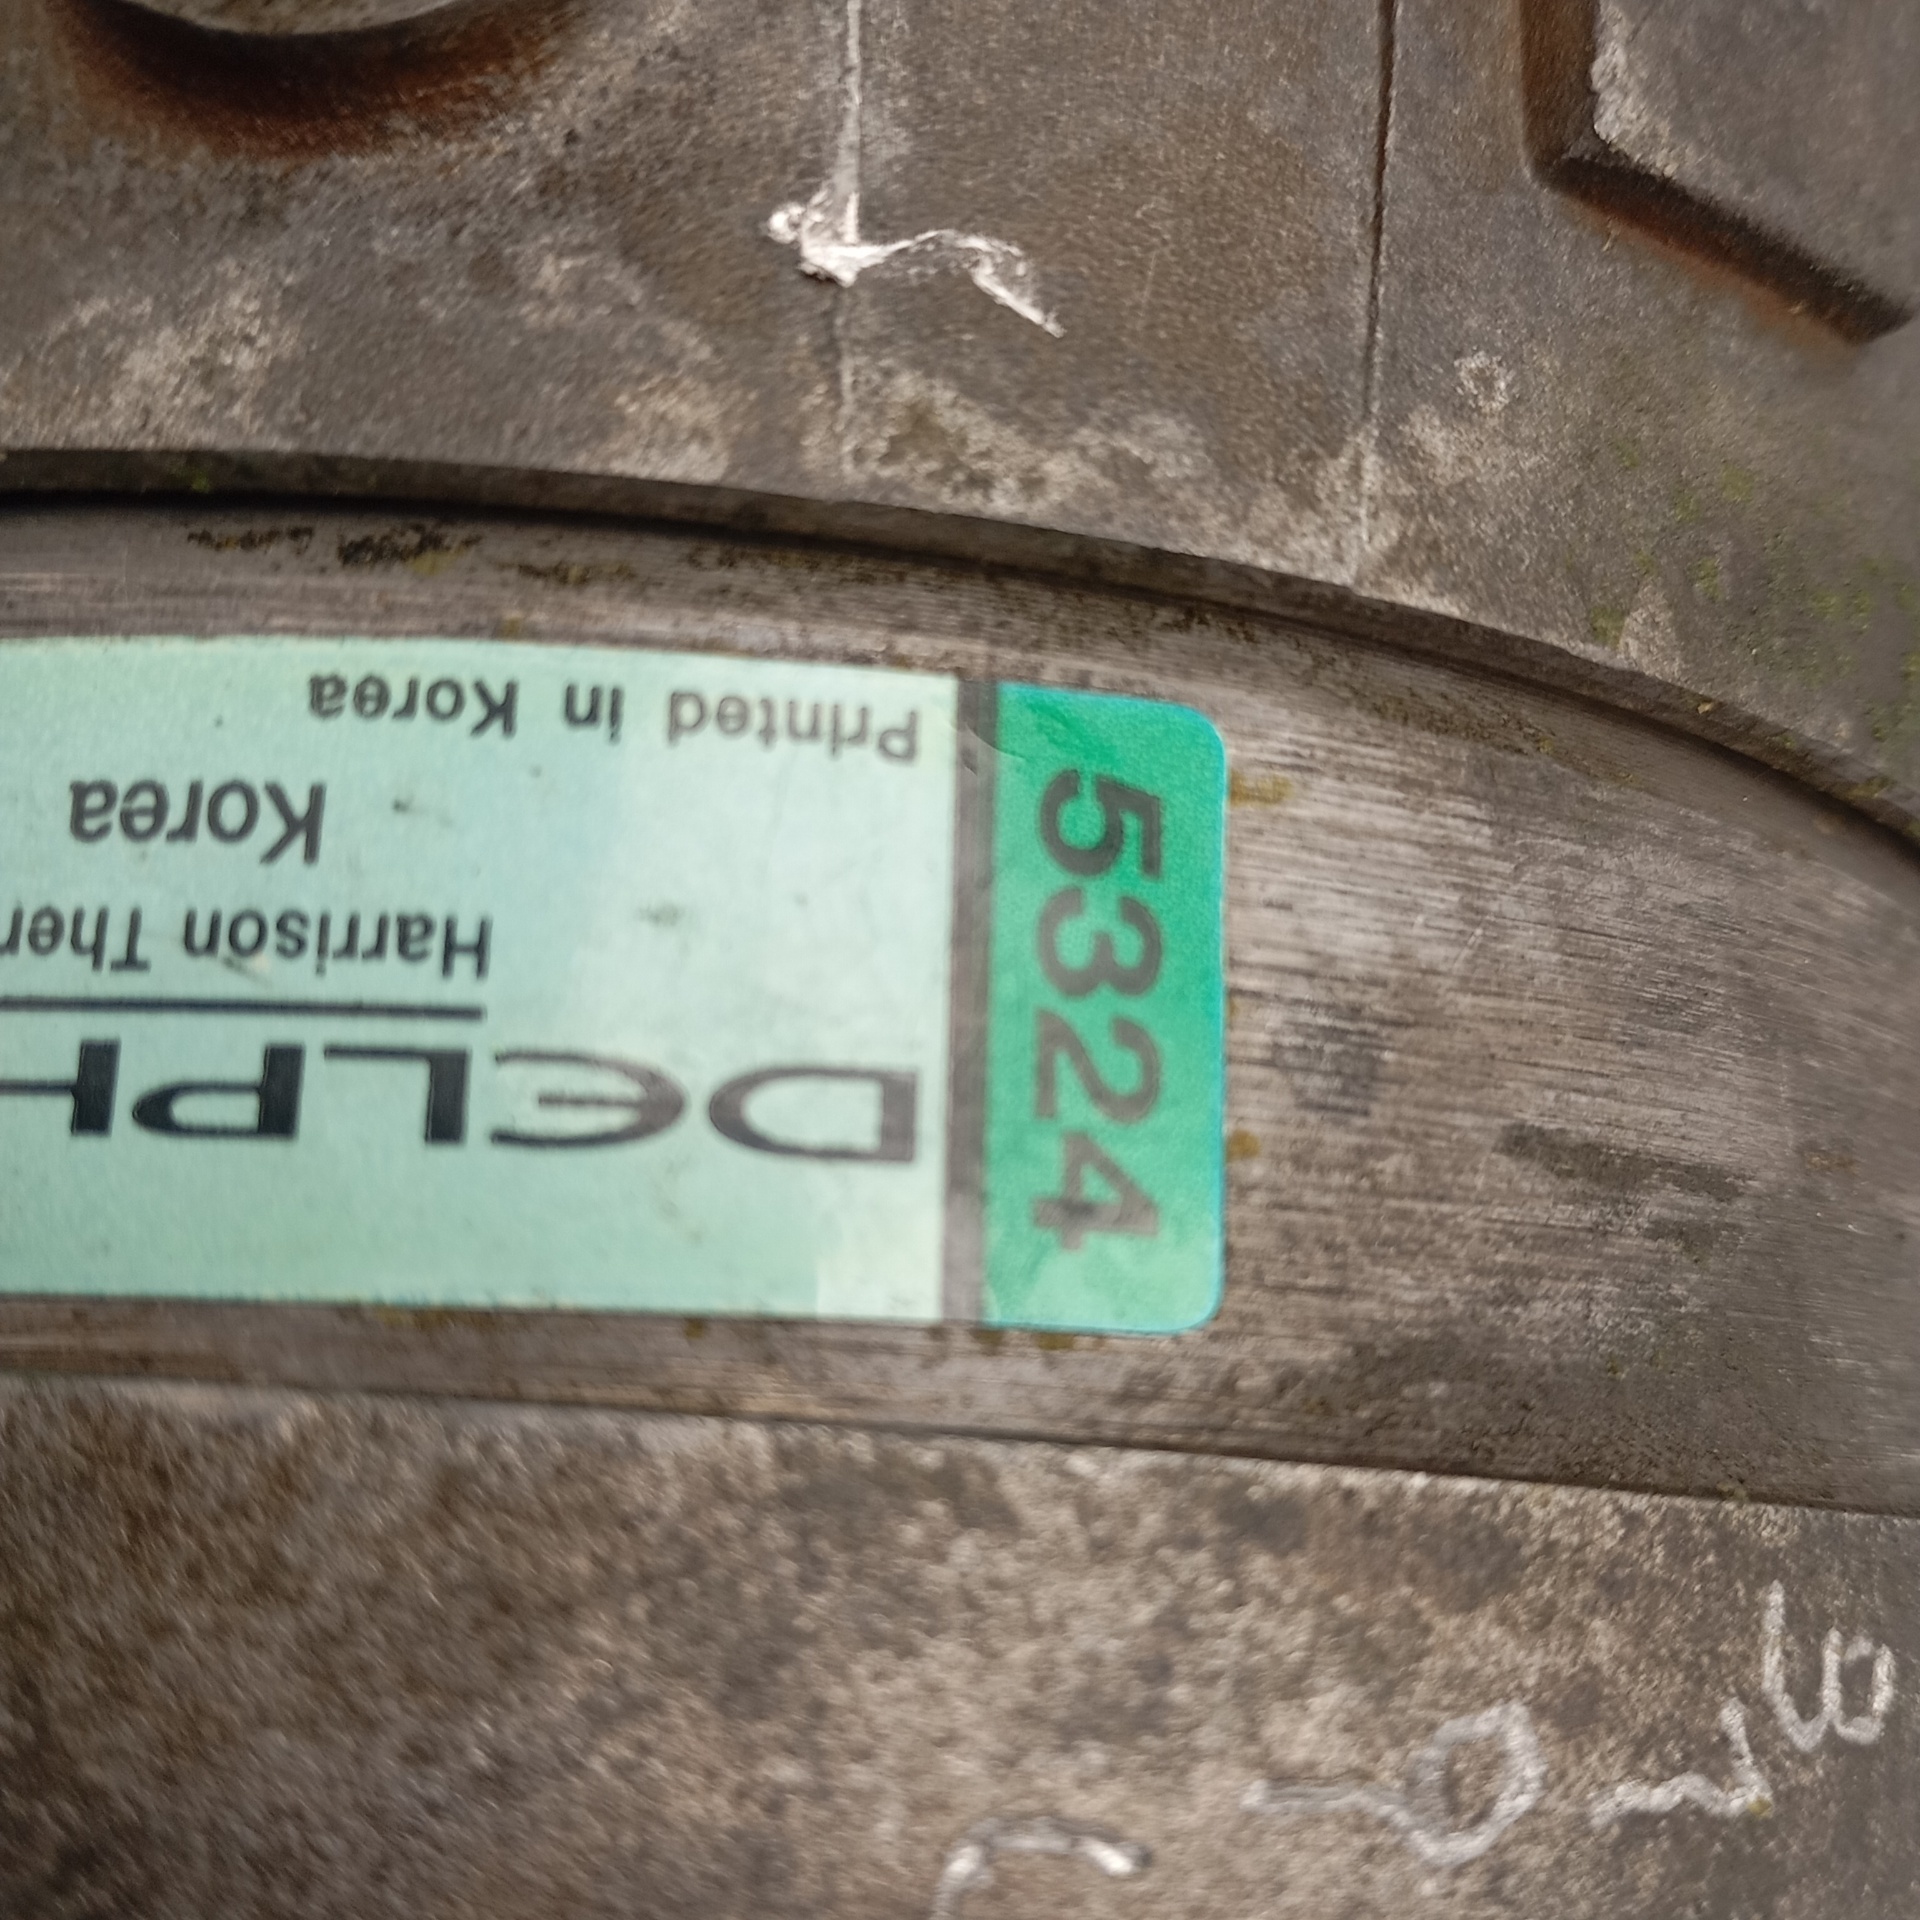 DELPH
Harrison Ther
Korea
Printed in Korea
5324